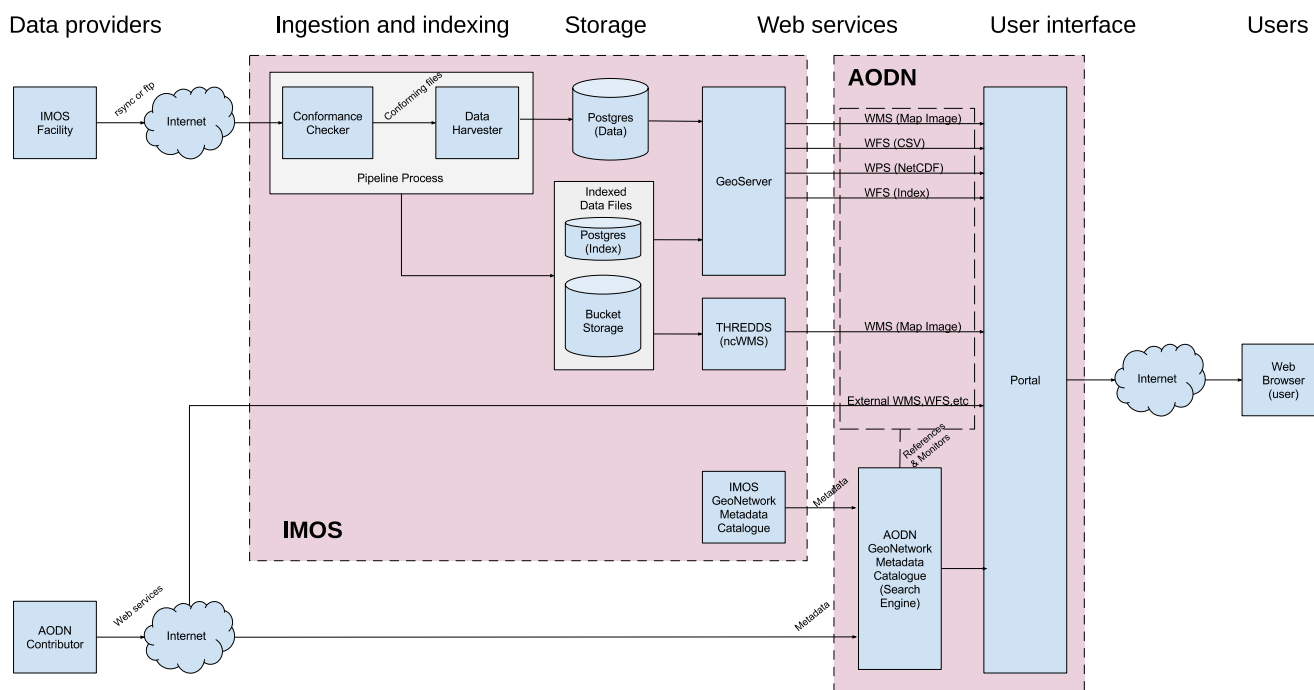 Data providers
Ingestion and indexing
Storage
Web services
User interface
Users
IMOS
Facility
rsync or ftp
Internet
Conformance
Checker
Conforming files
Data
Harvester
Pipeline Process
Postgres
(Data)
Indexed
Data Files
Postgres
(Index)
Bucket
Storage
GeoServer
THREDDS
(ncWMS)
AODN
WMS (Map Image)
WFS (CSV)
WPS (NetCDF)
WFS (Index)
WMS (Map Image)
External WMS,WFS,etc
References
& Monitors
Portal
Internet
Web
Browser
(user)
IMOS
IMOS
GeoNetwork
Metadata
Catalogue
Metadata
AODN
GeoNetwork
Metadata
Catalogue
(Search
Engine)
AODN
Contributor
Web services
Internet
Metadata